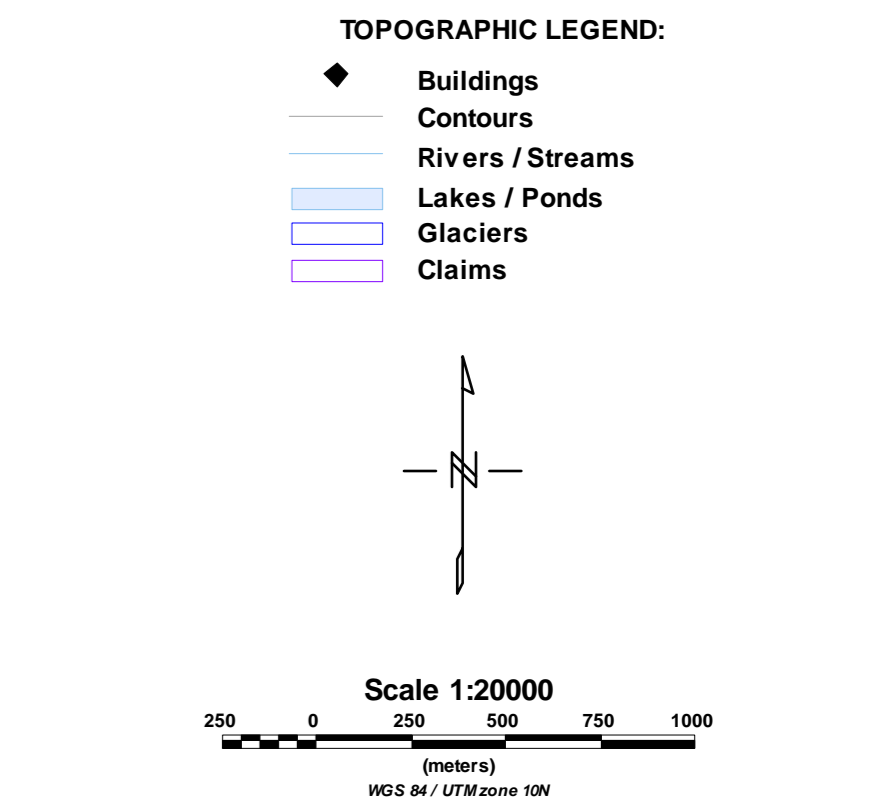 TOPOGRAPHIC LEGEND:
Buildings
Contours
Rivers / Streams
Lakes / Ponds
Glaciers
Claims
N
Scale 1:20000
250 0 250 500 750 1000
(meters)
WGS 84 / UTM zone 10N